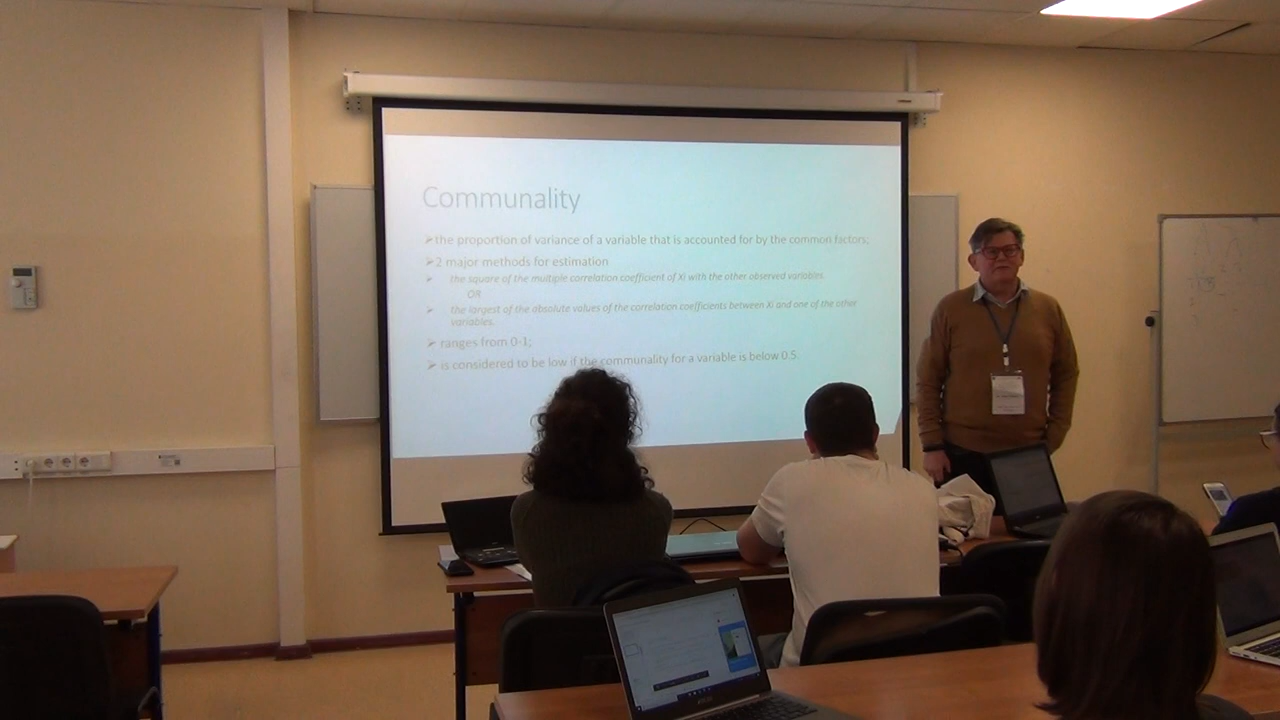 Communality
➢the proportion of variance of a variable that is accounted for by the common factors;
➢2 major methods for estimation
➢ the square of the multiple correlation coefficient of Xi with the other observed variables.
OR
➢ the largest of the absolute values of the correlation coefficients between Xi and one of the other
variables.
➢ ranges from 0-1;
➢ is considered to be low if the communality for a variable is below 0.5.